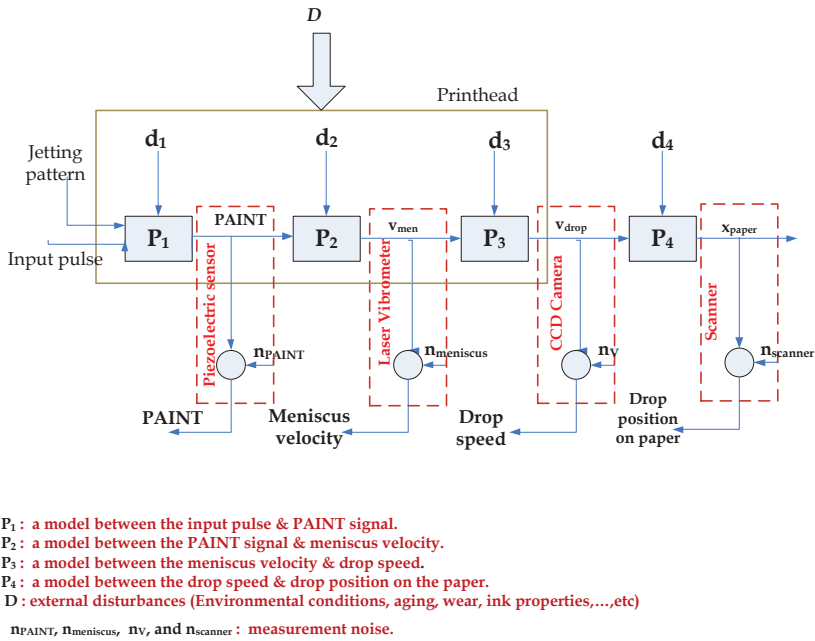 D
Printhead
d1
d2
d3
d4
Jetting
pattern
PAINT
vmen
vdrop
xpaper
P1
P2
P3
P4
Input pulse
Piezoelectric sensor
Laser Vibrometer
CCD Camera
Scanner
nPAINT
nmeniscus
nV
nscanner
PAINT
Meniscus
velocity
Drop
speed
Drop
position
on paper
P1 : a model between the input pulse & PAINT signal.
P2 : a model between the PAINT signal & meniscus velocity.
P3 : a model between the meniscus velocity & drop speed.
P4 : a model between the drop speed & drop position on the paper.
D : external disturbances (Environmental conditions, aging, wear, ink properties,...,etc)
nPAINT, nmeniscus, nV, and nscanner : measurement noise.